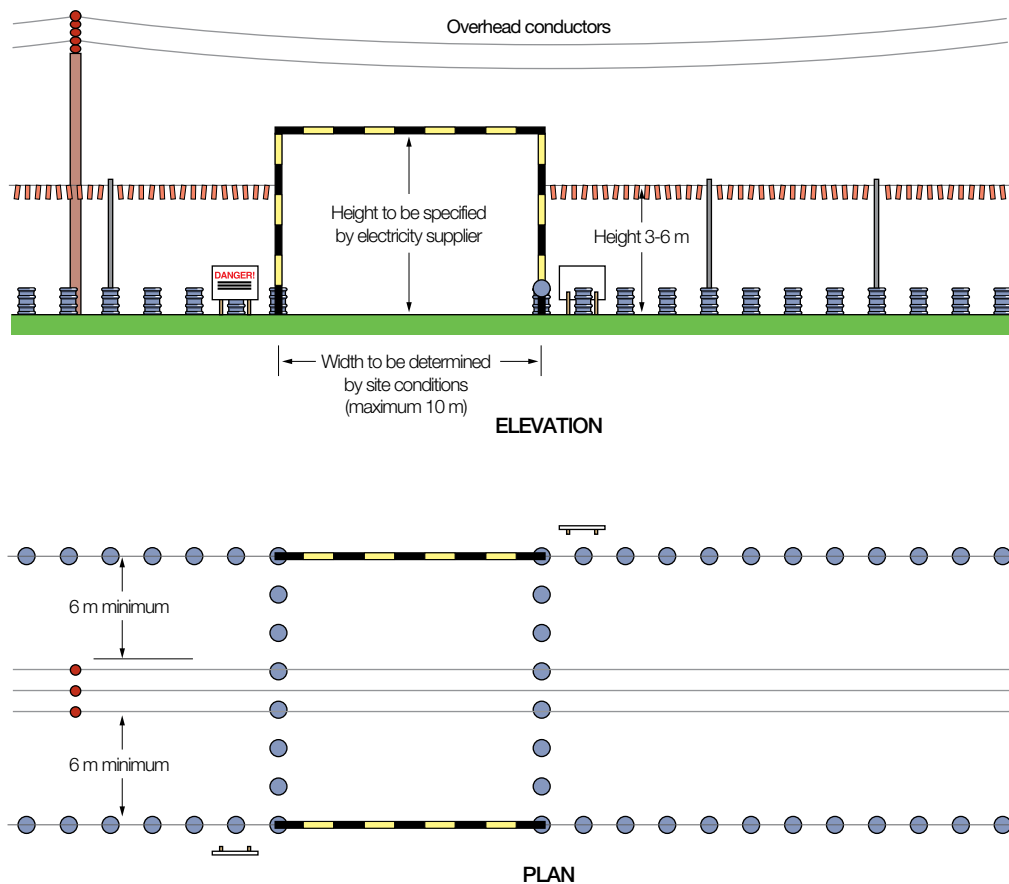 Overhead conductors
Height to be specified
by electricity supplier
Height 3-6 m
DANGER!
Width to be determined
by site conditions
(maximum 10 m)
ELEVATION
6 m minimum
6 m minimum
PLAN